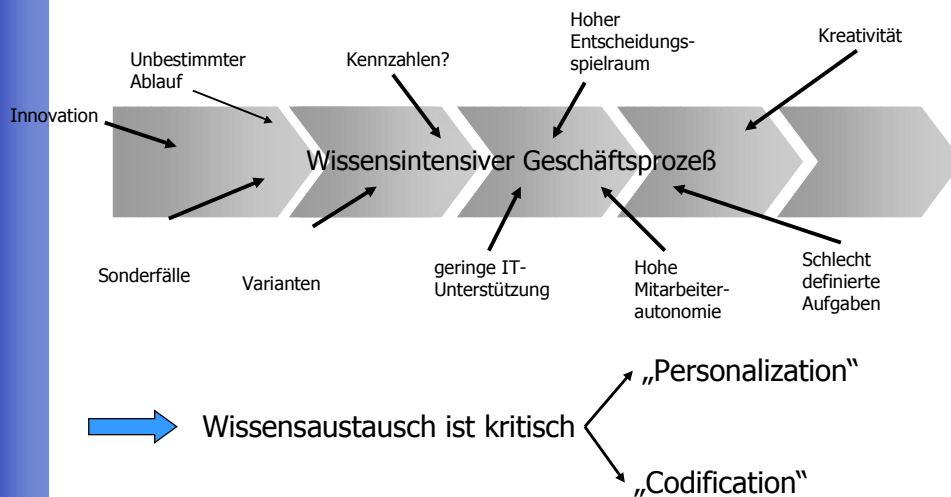 Unbestimmter
Ablauf
Kennzahlen?
Hoher
Entscheidungs-
spielraum
Kreativität
Innovation
Wissensintensiver Geschäftsprozeß
Sonderfälle
Varianten
geringe IT-
Unterstützung
Hohe
Mitarbeiter-
autonomie
Schlecht
definierte
Aufgaben
„Personalization“
Wissensaustausch ist kritisch
„Codification“